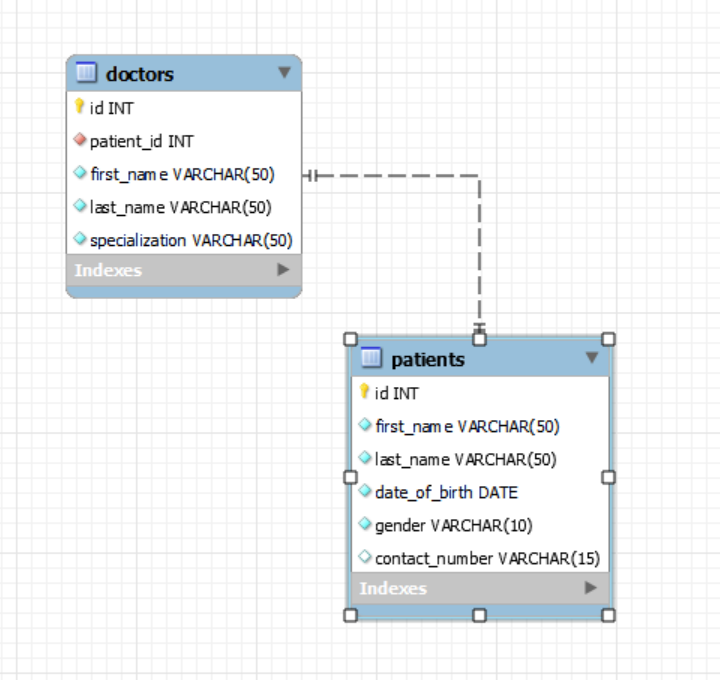 doctors
id INT
patient_id INT
first_name VARCHAR(50)
last_name VARCHAR(50)
specialization VARCHAR(50)
Indexes
patients
id INT
first_name VARCHAR(50)
last_name VARCHAR(50)
date_of_birth DATE
gender VARCHAR(10)
contact_number VARCHAR(15)
Indexes